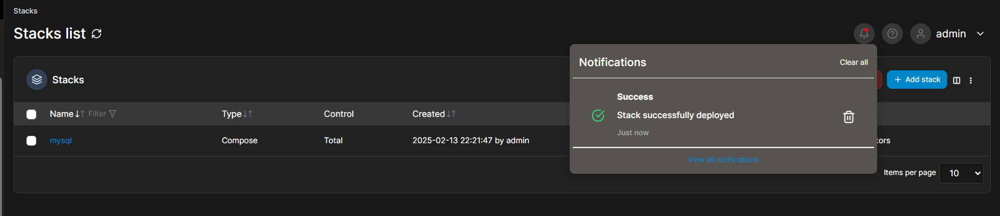 Stacks
Stacks list
admin
Notifications
Clear all
Stacks
Add stack
Success
Stack successfully deployed
Just now
View all notifications
Name Filter Type Control Created
mysql Compose Total 2025-02-13 22:21:47 by admin
Items per page 10